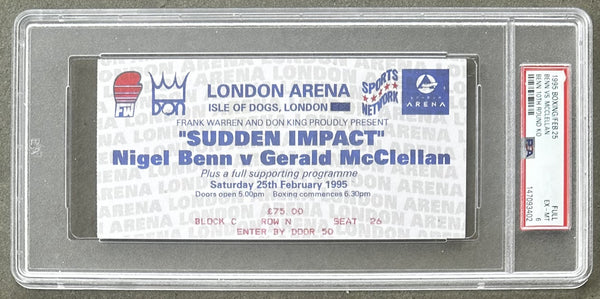 FW
DON
LONDON ARENA
ISLE OF DOGS, LONDON
SPORTS
NETWORK
ARENA
FRANK WARREN AND DON KING PROUDLY PRESENT
"SUDDEN IMPACT"
Nigel Benn v Gerald McClellan
Plus a full supporting programme
Saturday 25th February 1995
Doors open 5.00pm Boxing commences 6.30pm
£75.00
BLOCK C ROW N SEAT 26
ENTER BY DOOR 50
1995 BOXING/FEB 25
BENN VS. MCCLELLAN
BENN 10TH ROUND KO
PSA
FULL
EX-MT
6
147093402